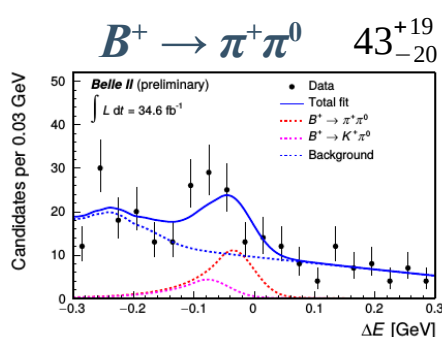 B⁺ → π⁺π⁰ 43⁺¹⁹₋₂₀
Belle II (preliminary)
∫ L dt = 34.6 fb⁻¹
Data
Total fit
B⁺ → π⁺π⁰
B⁺ → K⁺π⁰
Background
Candidates per 0.03 GeV
50
40
30
20
10
0
−0.3 −0.2 −0.1 0 0.1 0.2 0.3
ΔE [GeV]